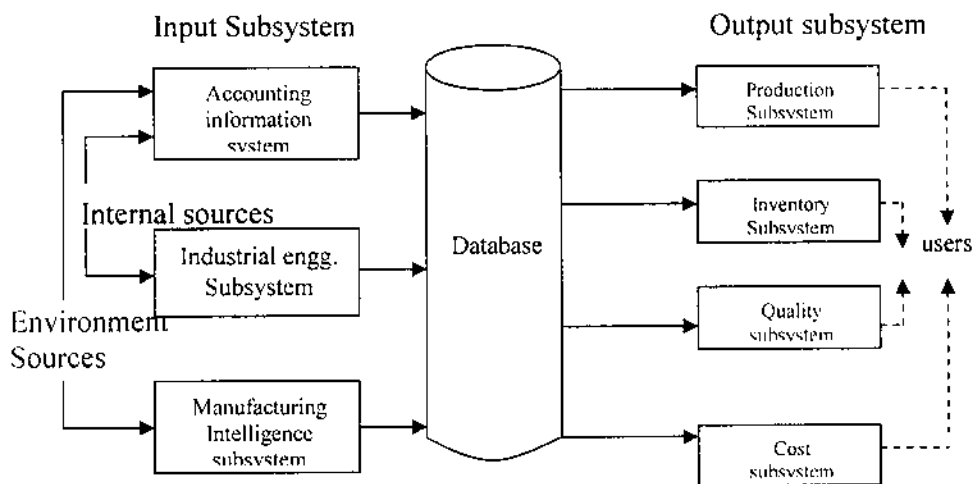 Input Subsystem
Output subsystem
Accounting
information
system
Production
Subsystem
Internal sources
Inventory
Subsystem
Database
users
Industrial engg.
Subsystem
Environment
Sources
Quality
subsystem
Manufacturing
Intelligence
subsystem
Cost
subsystem